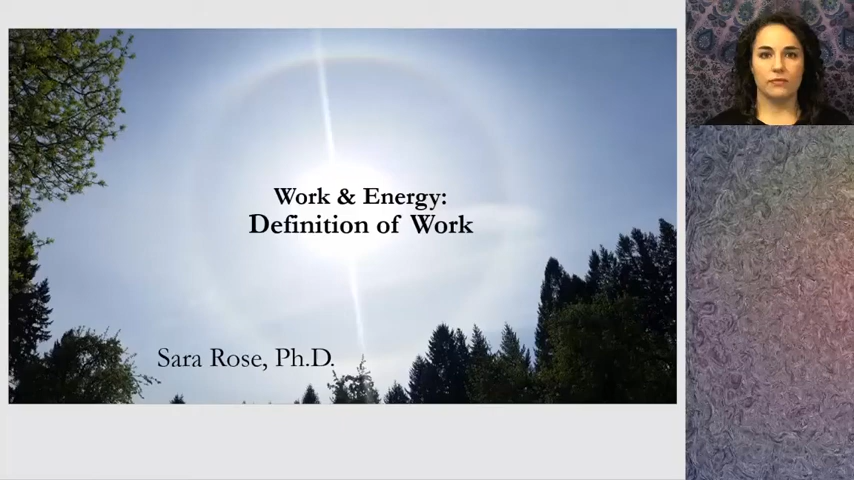 Work & Energy:
Definition of Work
Sara Rose, Ph.D.